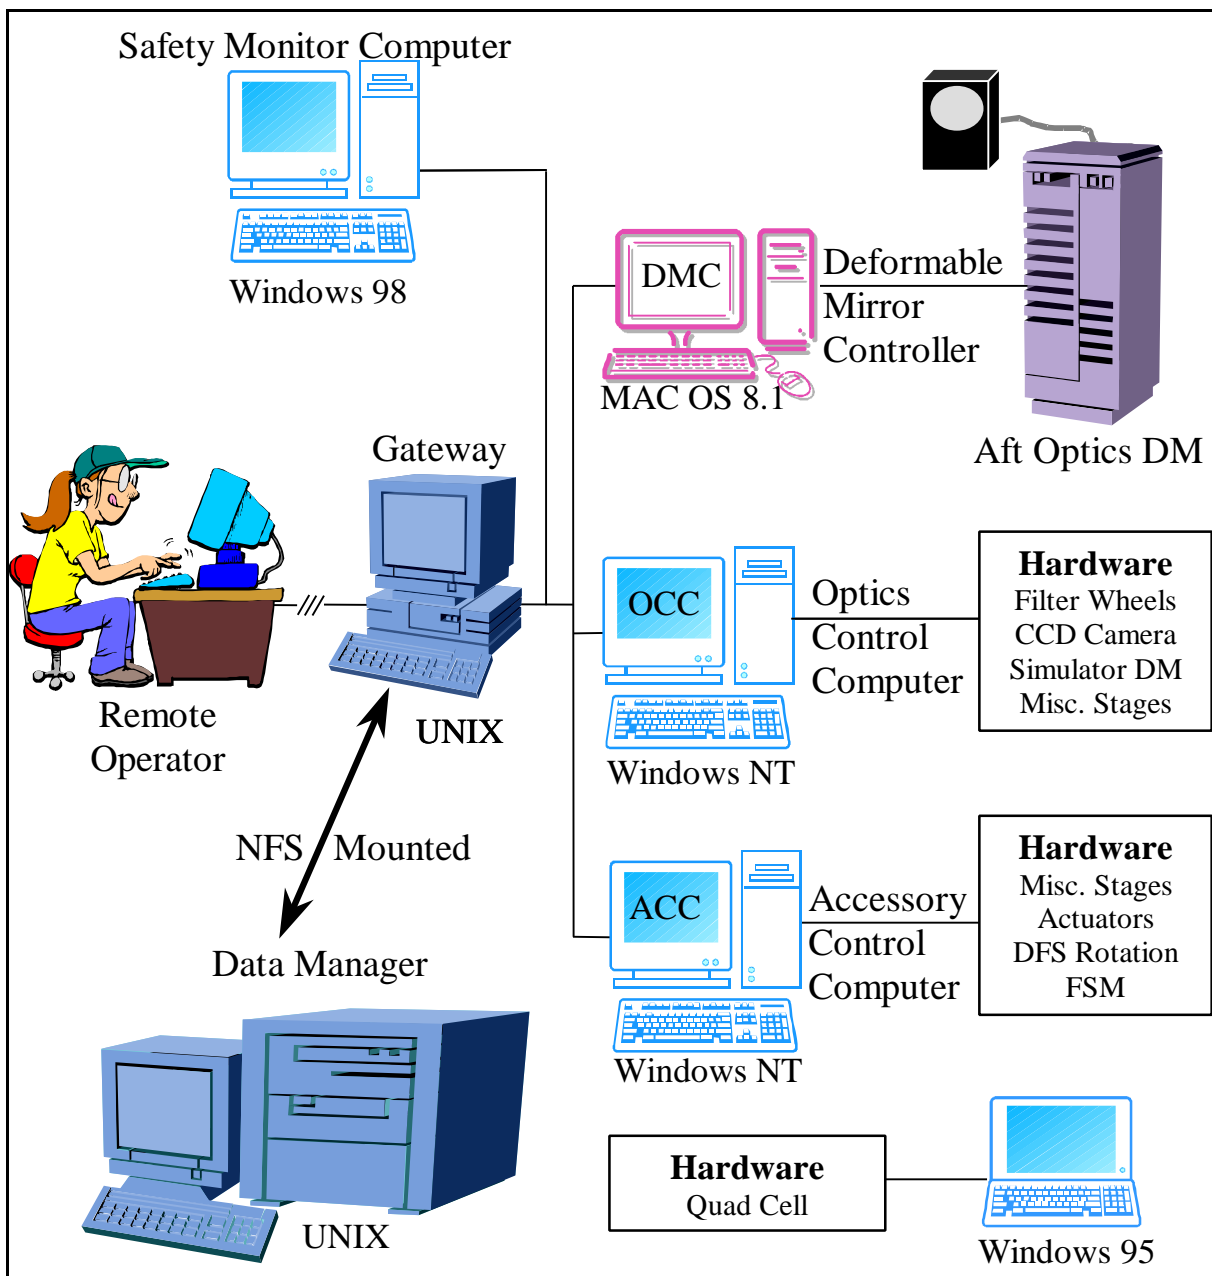 Safety Monitor Computer
Windows 98
DMC
Deformable
Mirror
Controller
MAC OS 8.1
Aft Optics DM
Gateway
UNIX
Remote
Operator
OCC
Optics
Control
Computer
Windows NT
Hardware
Filter Wheels
CCD Camera
Simulator DM
Misc. Stages
NFS Mounted
Data Manager
UNIX
ACC
Accessory
Control
Computer
Windows NT
Hardware
Misc. Stages
Actuators
DFS Rotation
FSM
Hardware
Quad Cell
Windows 95